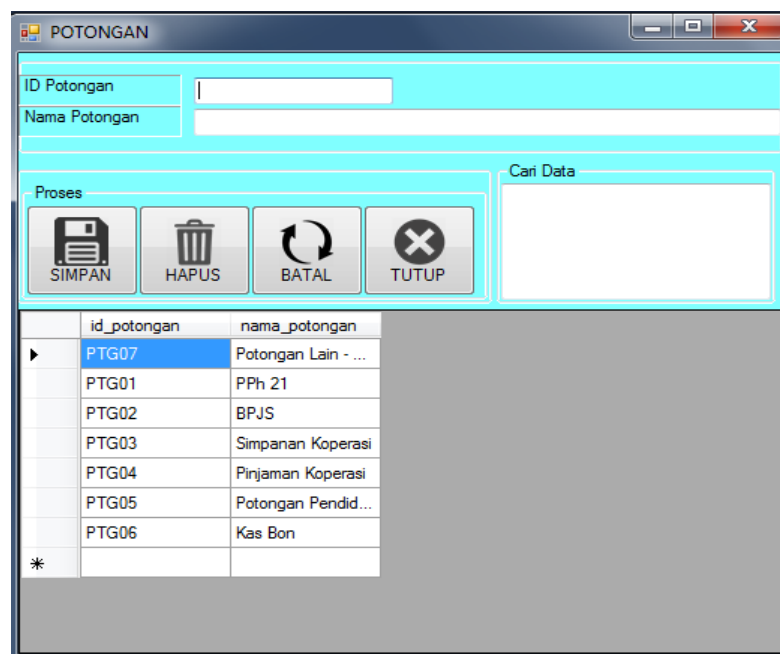 POTONGAN
ID Potongan
Nama Potongan
Cari Data
Proses
SIMPAN HAPUS BATAL TUTUP
id_potongan nama_potongan
PTG07 Potongan Lain - ...
PTG01 PPh 21
PTG02 BPJS
PTG03 Simpanan Koperasi
PTG04 Pinjaman Koperasi
PTG05 Potongan Pendid...
PTG06 Kas Bon